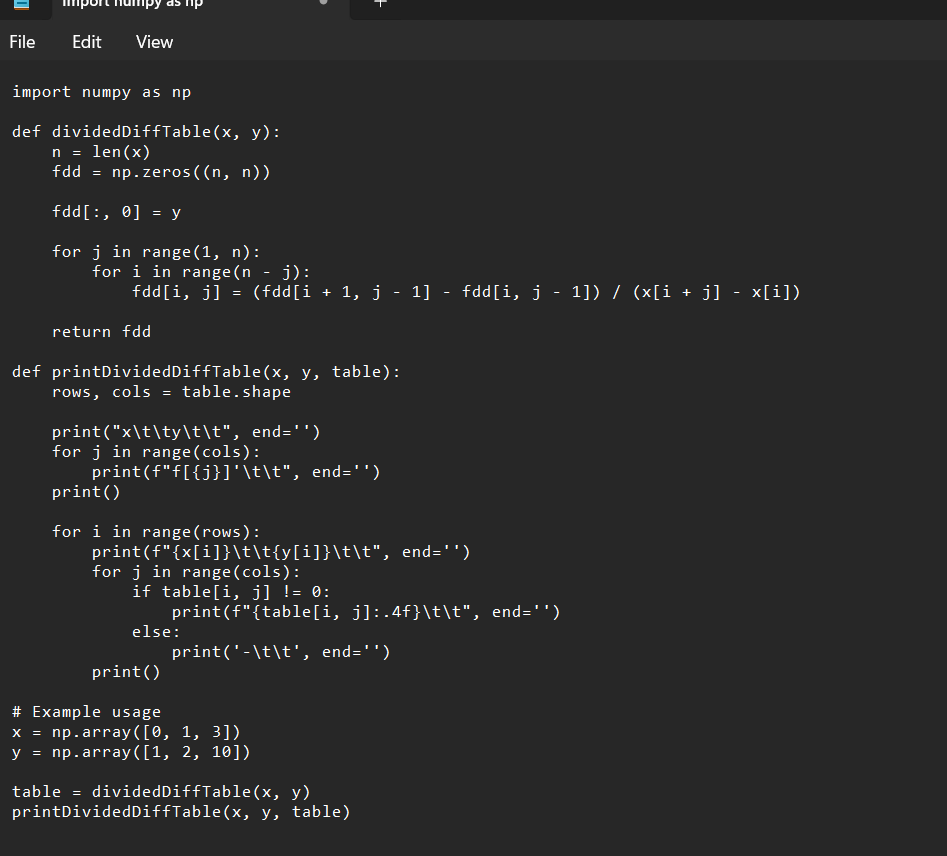 import numpy as np
+
File Edit View
import numpy as np
def dividedDiffTable(x, y):
    n = len(x)
    fdd = np.zeros((n, n))
    fdd[:, 0] = y
    for j in range(1, n):
        for i in range(n - j):
            fdd[i, j] = (fdd[i + 1, j - 1] - fdd[i, j - 1]) / (x[i + j] - x[i])
    return fdd
def printDividedDiffTable(x, y, table):
    rows, cols = table.shape
    print("x\t\ty\t\t", end='')
    for j in range(cols):
        print(f"f[{j}]'\t\t", end='')
    print()
    for i in range(rows):
        print(f"{x[i]}\t\t{y[i]}\t\t", end='')
        for j in range(cols):
            if table[i, j] != 0:
                print(f"{table[i, j]:.4f}\t\t", end='')
            else:
                print('-\t\t', end='')
        print()
# Example usage
x = np.array([0, 1, 3])
y = np.array([1, 2, 10])
table = dividedDiffTable(x, y)
printDividedDiffTable(x, y, table)